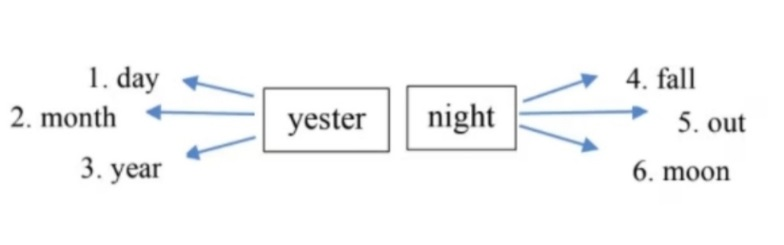 1. day
2. month
3. year
yester
night
4. fall
5. out
6. moon